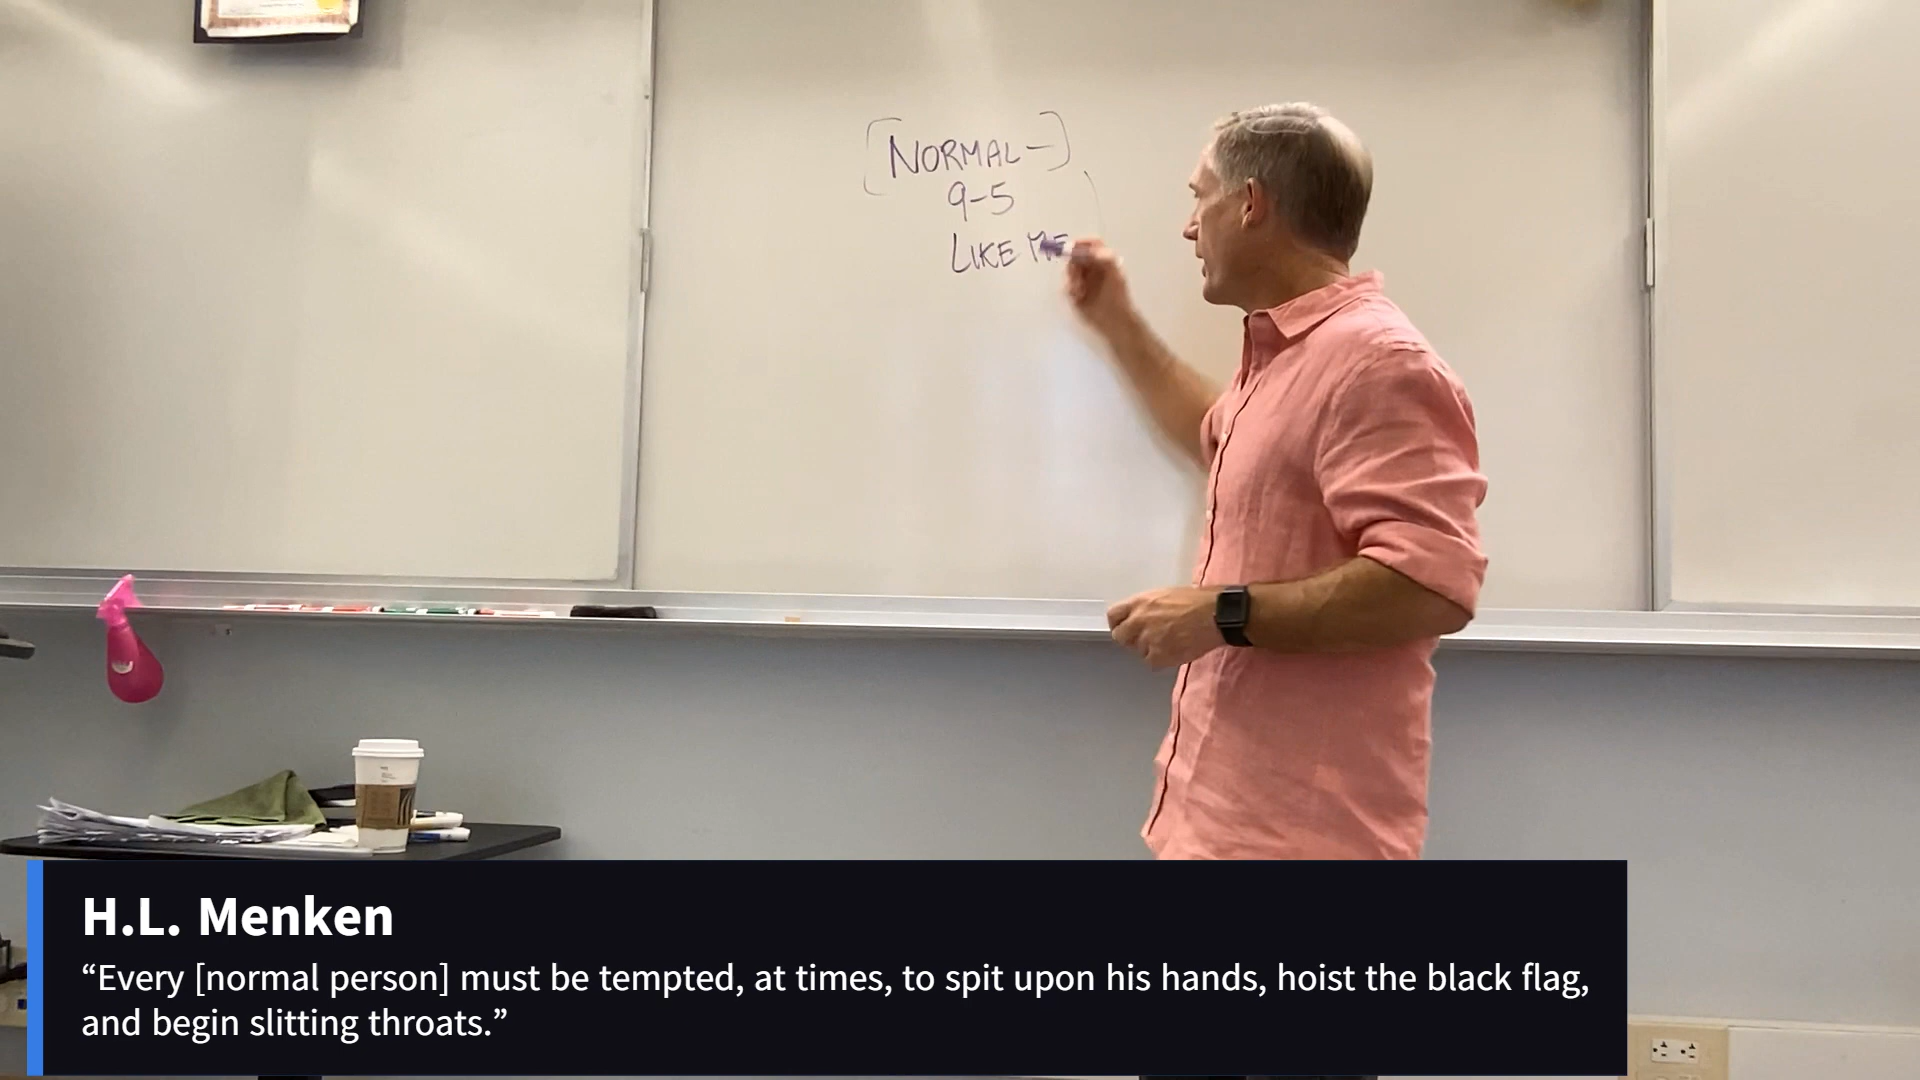 [NORMAL-]
9-5
LIKE ME
H.L. Menken
“Every [normal person] must be tempted, at times, to spit upon his hands, hoist the black flag,
and begin slitting throats.”